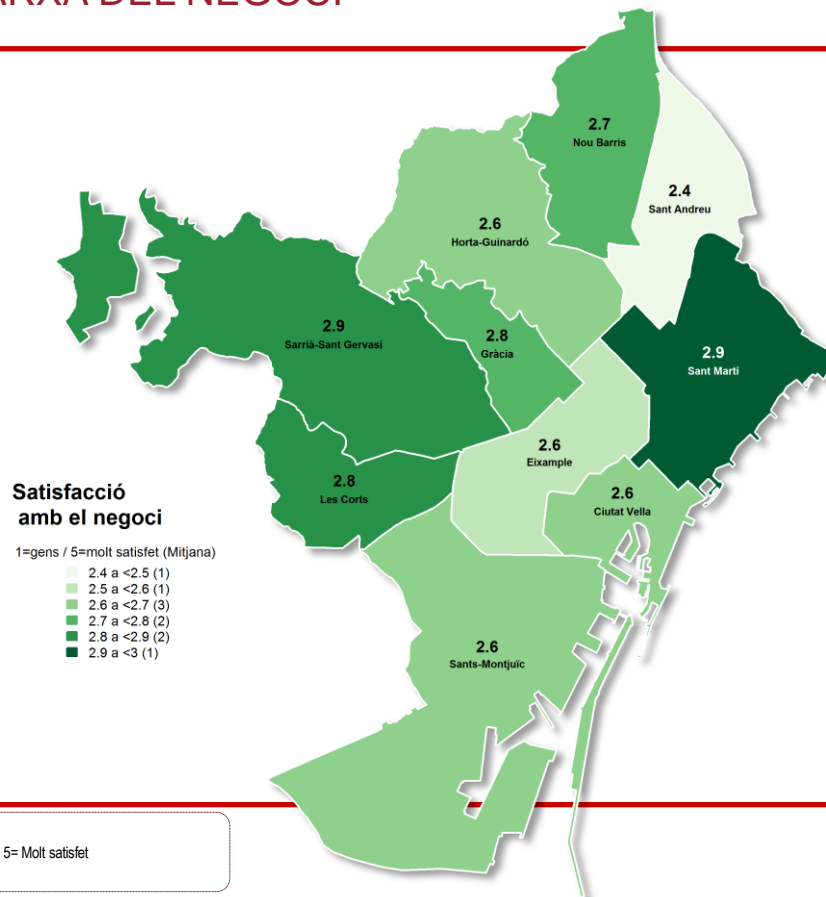 2.7
Nou Barris
2.4
Sant Andreu
2.6
Horta-Guinardó
2.9
Sarrià-Sant Gervasi
2.8
Gràcia
2.9
Sant Martí
2.6
Eixample
2.8
Les Corts
2.6
Ciutat Vella
Satisfacció
amb el negoci
1=gens / 5=molt satisfet (Mitjana)
2.4 a <2.5 (1)
2.5 a <2.6 (1)
2.6 a <2.7 (3)
2.7 a <2.8 (2)
2.8 a <2.9 (2)
2.9 a <3 (1)
2.6
Sants-Montjuïc
5= Molt satisfet